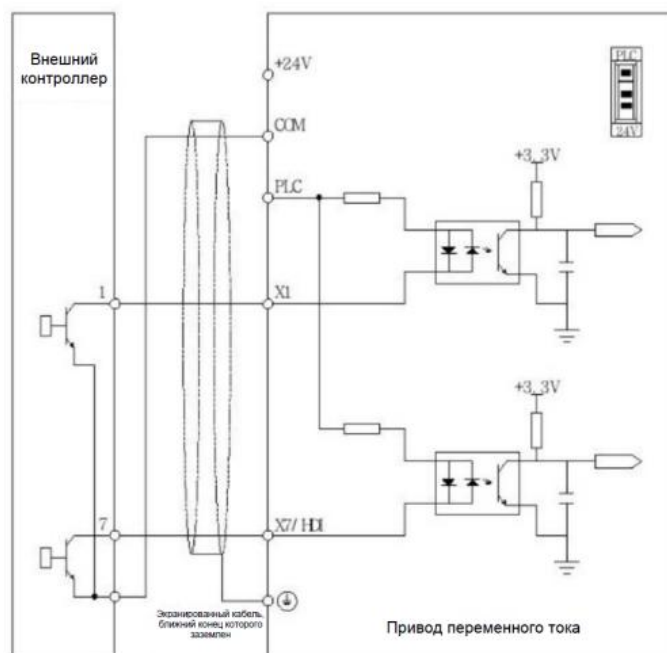 Внешний
контроллер
+24V
COM
PLC
1
X1
7
X7/HDI
Экранированный кабель,
ближний конец которого
заземлен
PLC
24V
+3.3V
+3.3V
Привод переменного тока